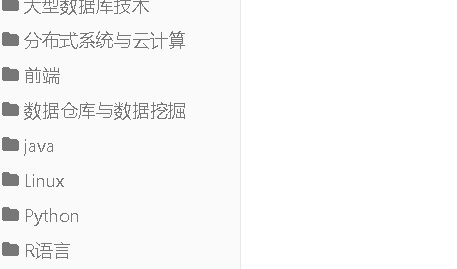 大型数据库技术
分布式系统与云计算
前端
数据仓库与数据挖掘
java
Linux
Python
R语言